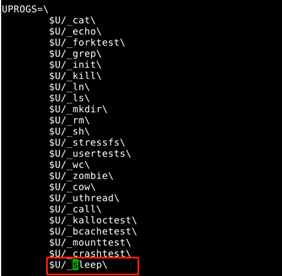 UPROGS=\
$U/_cat\
$U/_echo\
$U/_forktest\
$U/_grep\
$U/_init\
$U/_kill\
$U/_ln\
$U/_ls\
$U/_mkdir\
$U/_rm\
$U/_sh\
$U/_stressfs\
$U/_usertests\
$U/_wc\
$U/_zombie\
$U/_cow\
$U/_uthread\
$U/_call\
$U/_kalloctest\
$U/_bcachetest\
$U/_mounttest\
$U/_crashtest\
$U/_sleep\